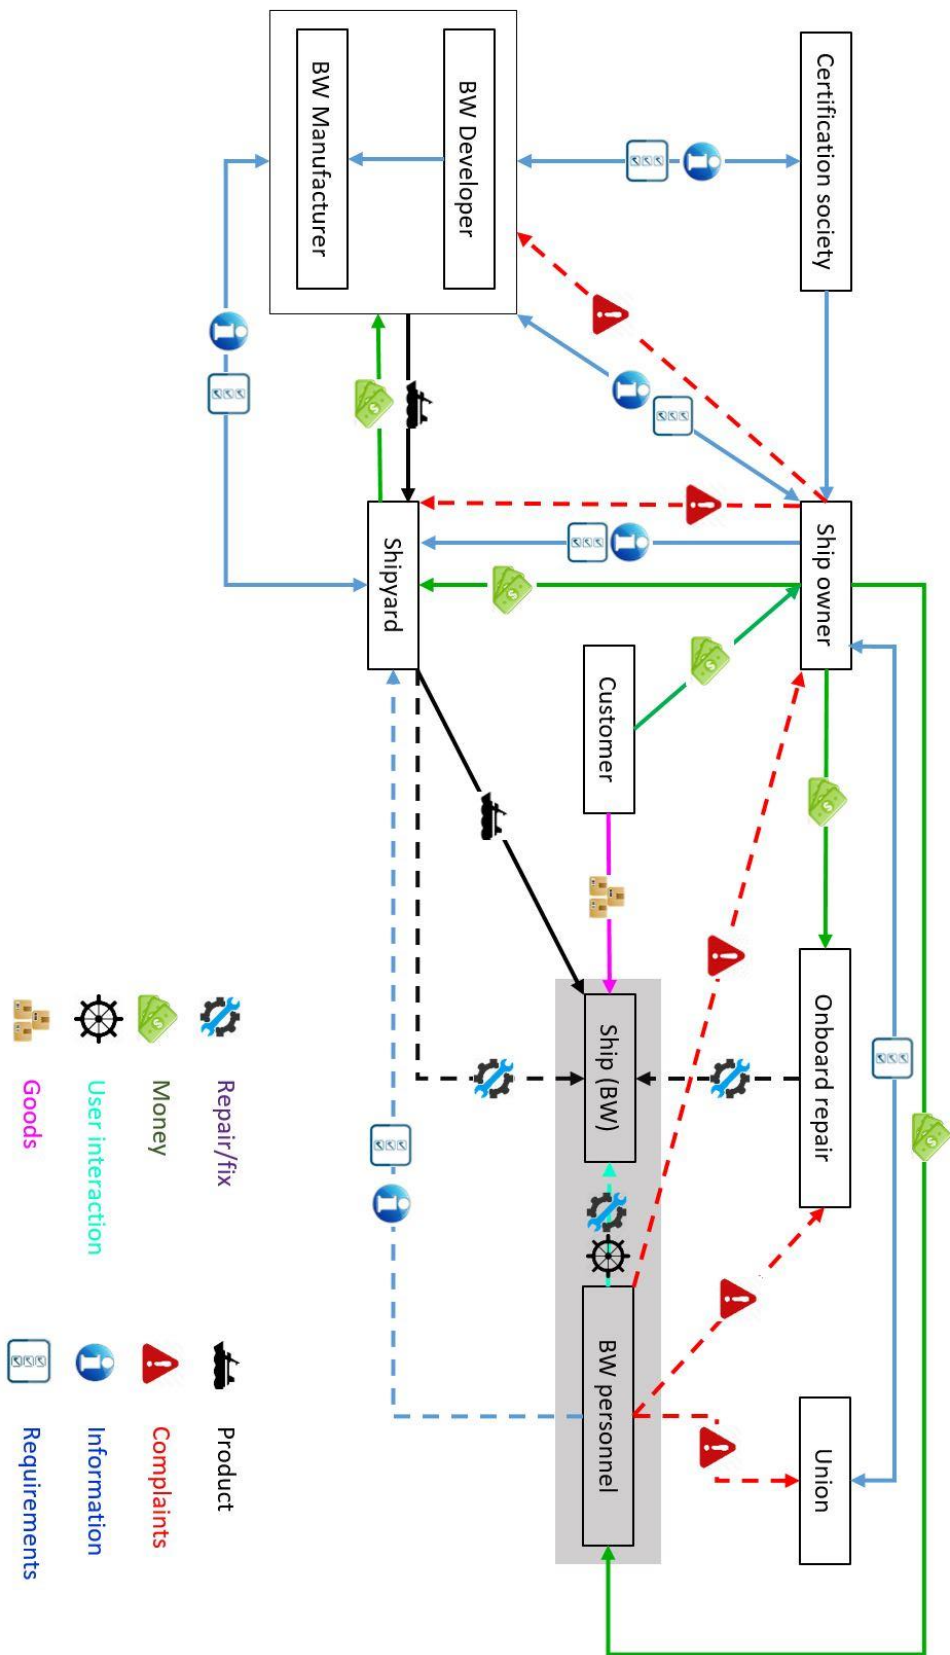 Certification society
Ship owner
Onboard repair
Union
BW Developer
BW Manufacturer
Customer
Ship (BW)
BW personnel
Shipyard
Repair/fix
Money
User interaction
Goods
Product
Complaints
Information
Requirements